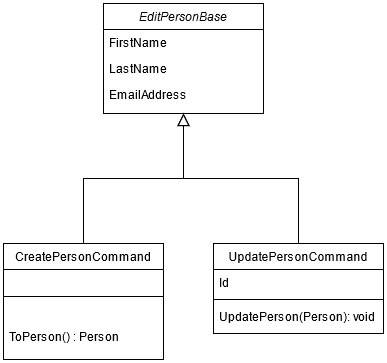 EditPersonBase
FirstName
LastName
EmailAddress
CreatePersonCommand
ToPerson() : Person
UpdatePersonCommand
Id
UpdatePerson(Person): void